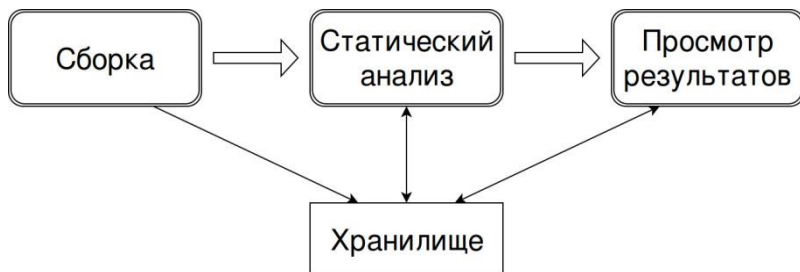 Сборка
Статический
анализ
Просмотр
результатов
Хранилище